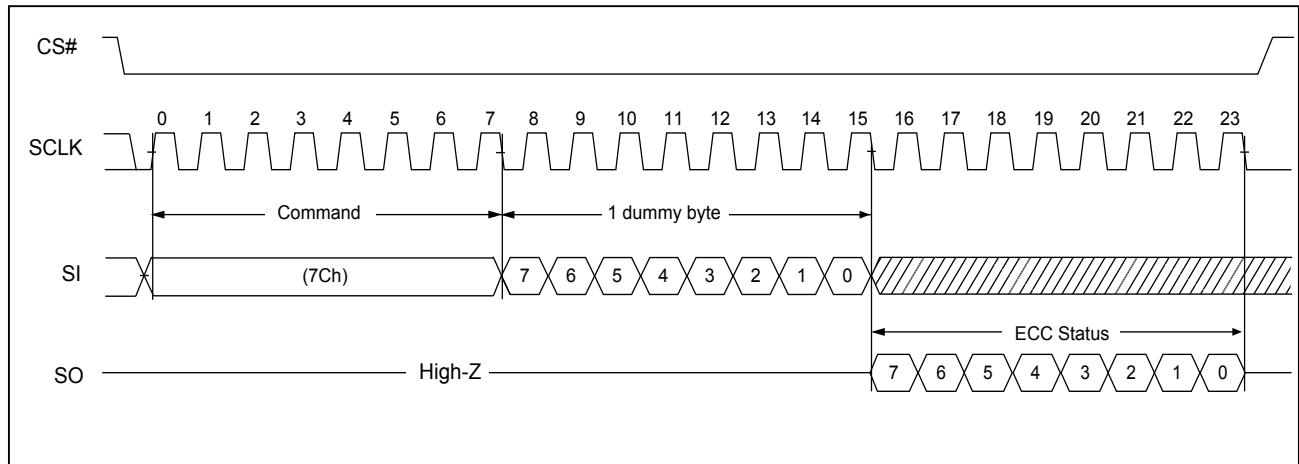 CS#
0 1 2 3 4 5 6 7 8 9 10 11 12 13 14 15 16 17 18 19 20 21 22 23
SCLK
Command 1 dummy byte
SI (7Ch) 7 6 5 4 3 2 1 0
ECC Status
SO High-Z 7 6 5 4 3 2 1 0